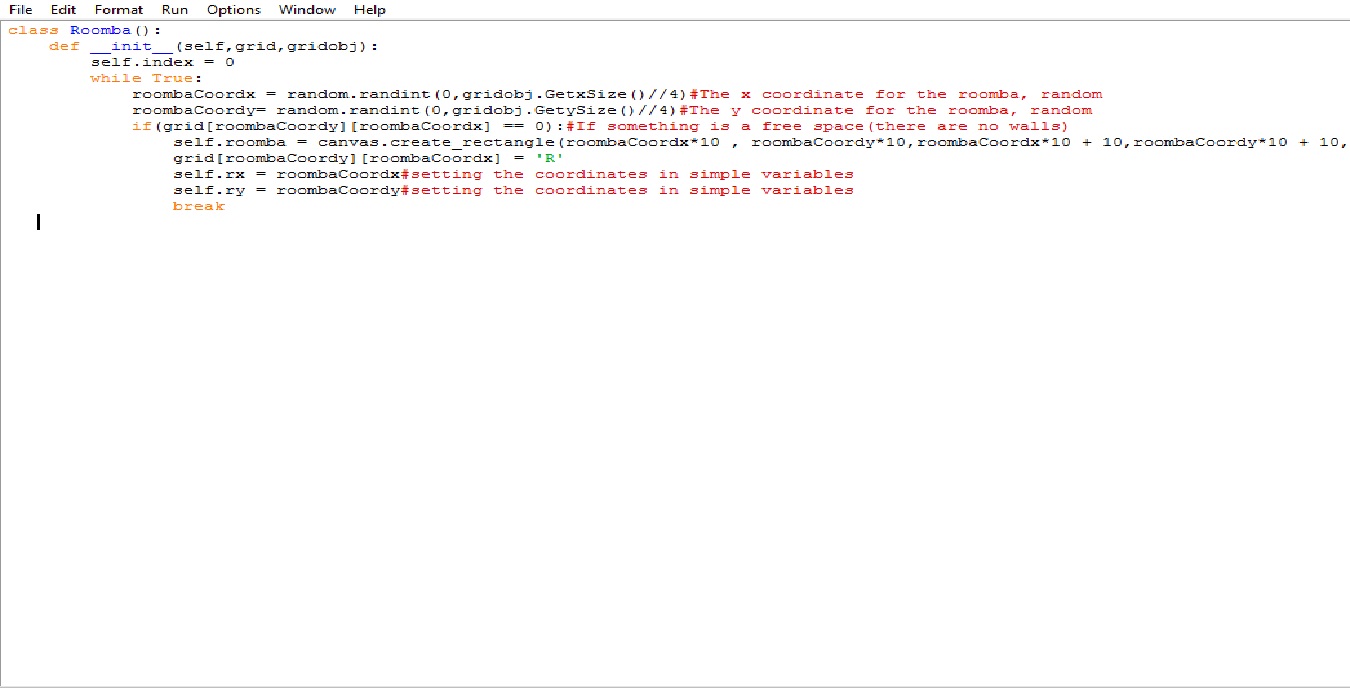 File Edit Format Run Options Window Help
class Roomba():
    def __init__(self,grid,gridobj):
        self.index = 0
        while True:
            roombaCoordx = random.randint(0,gridobj.GetxSize()//4)#The x coordinate for the roomba, random
            roombaCoordy= random.randint(0,gridobj.GetySize()//4)#The y coordinate for the roomba, random
            if(grid[roombaCoordy][roombaCoordx] == 0):#If something is a free space(there are no walls)
                self.roomba = canvas.create_rectangle(roombaCoordx*10 , roombaCoordy*10,roombaCoordx*10 + 10,roombaCoordy*10 + 10,
                grid[roombaCoordy][roombaCoordx] = 'R'
                self.rx = roombaCoordx#setting the coordinates in simple variables
                self.ry = roombaCoordy#setting the coordinates in simple variables
                break